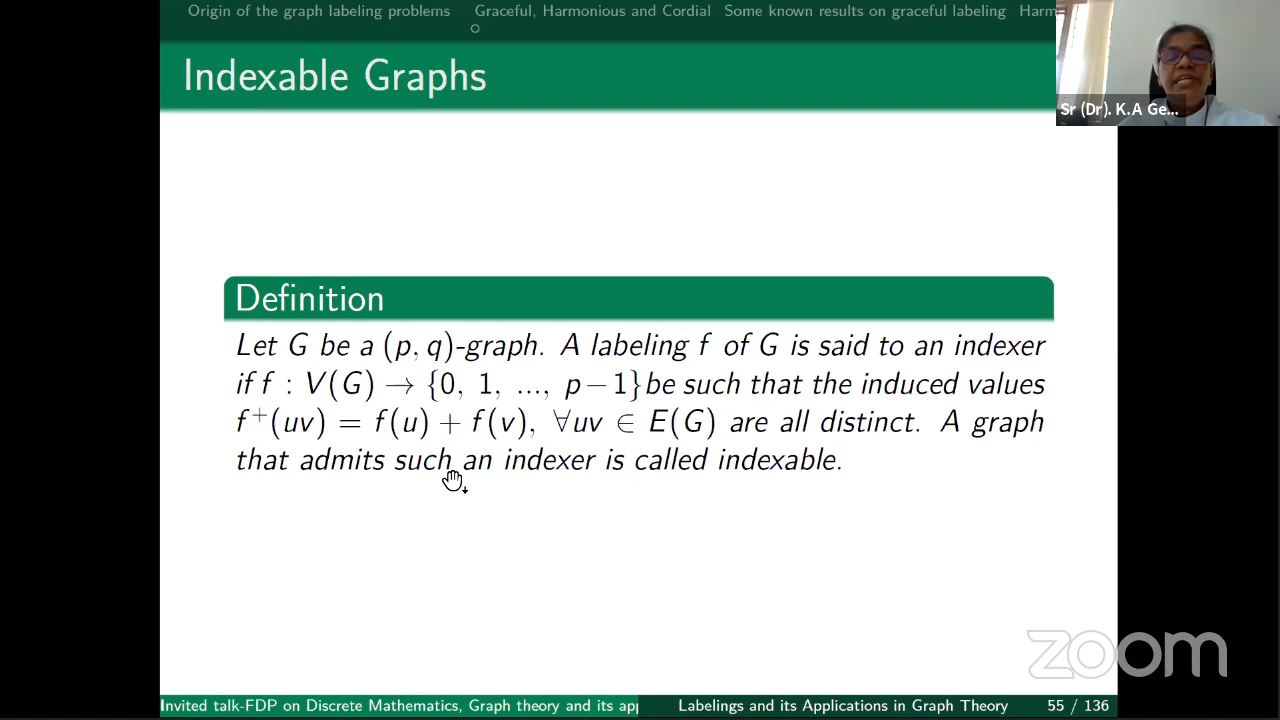 Origin of the graph labeling problems Graceful, Harmonious and Cordial Some known results on graceful labeling Harm
Indexable Graphs
Sr (Dr). K.A Ge...
Definition
Let G be a (p, q)-graph. A labeling f of G is said to an indexer
if f : V(G) → {0, 1, ..., p − 1} be such that the induced values
f⁺(uv) = f(u) + f(v), ∀uv ∈ E(G) are all distinct. A graph
that admits such an indexer is called indexable.
zoom
Invited talk-FDP on Discrete Mathematics, Graph theory and its app Labelings and its Applications in Graph Theory 55 / 136